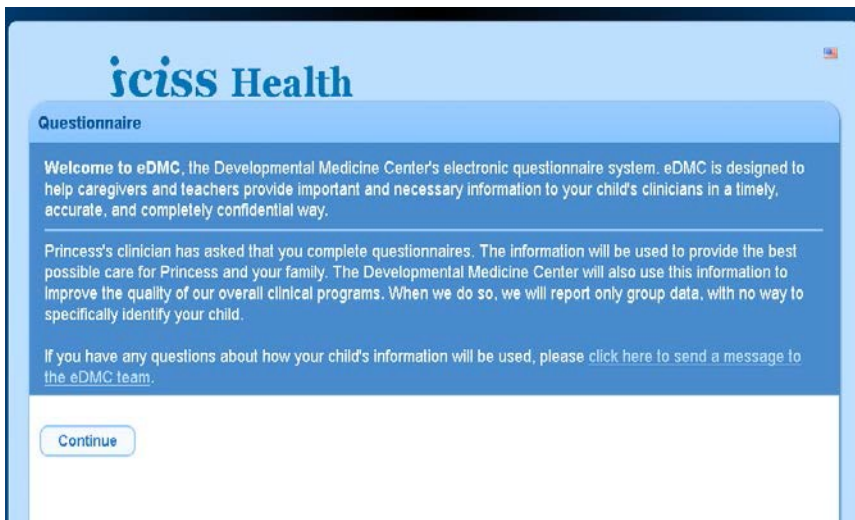 iciss Health
Questionnaire
Welcome to eDMC, the Developmental Medicine Center's electronic questionnaire system. eDMC is designed to
help caregivers and teachers provide important and necessary information to your child's clinicians in a timely,
accurate, and completely confidential way.
Princess's clinician has asked that you complete questionnaires. The information will be used to provide the best
possible care for Princess and your family. The Developmental Medicine Center will also use this information to
improve the quality of our overall clinical programs. When we do so, we will report only group data, with no way to
specifically identify your child.
If you have any questions about how your child's information will be used, please click here to send a message to
the eDMC team.
Continue